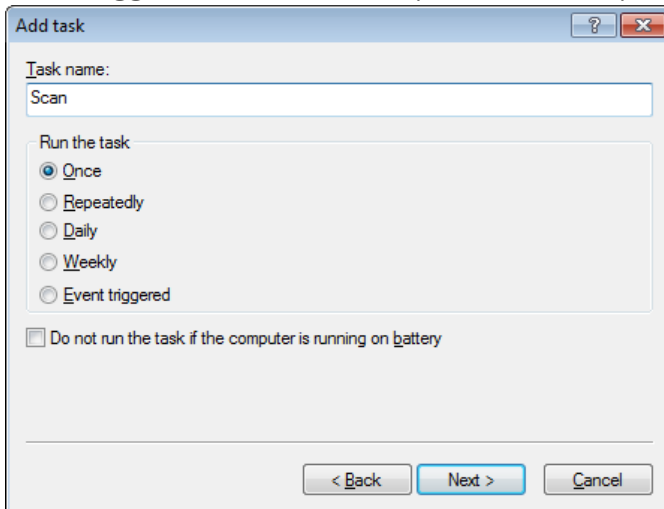 Add task
?
Task name:
Scan
Run the task
Once
Repeatedly
Daily
Weekly
Event triggered
Do not run the task if the computer is running on battery
< Back Next > Cancel